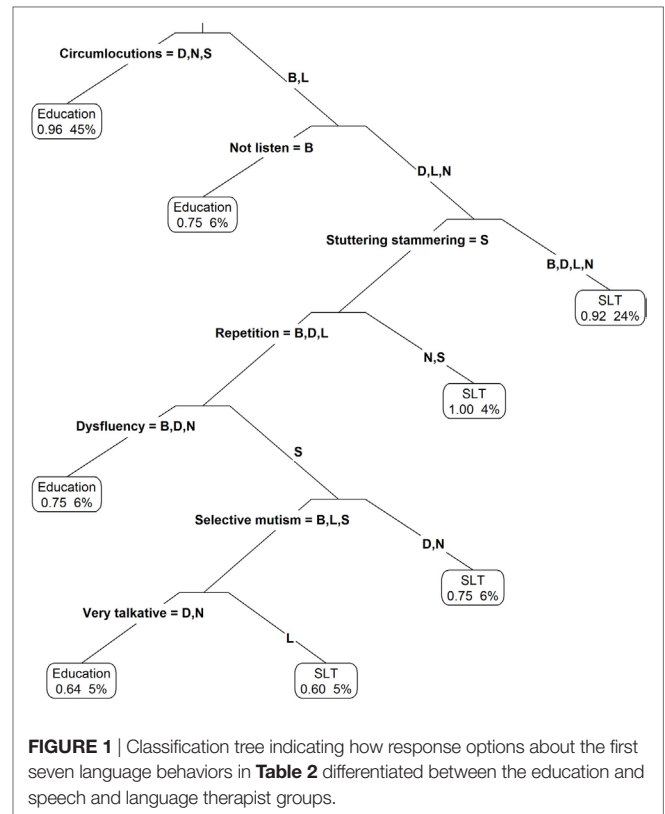 Circumlocutions = D,N,S
B,L
Education
0.96 45%
Not listen = B
D,L,N
Education
0.75 6%
Stuttering stammering = S
B,D,L,N
SLT
0.92 24%
Repetition = B,D,L
N,S
SLT
1.00 4%
Dysfluency = B,D,N
S
Education
0.75 6%
Selective mutism = B,L,S
D,N
SLT
0.75 6%
Very talkative = D,N
L
Education
0.64 5%
SLT
0.60 5%
FIGURE 1 | Classification tree indicating how response options about the first
seven language behaviors in Table 2 differentiated between the education and
speech and language therapist groups.